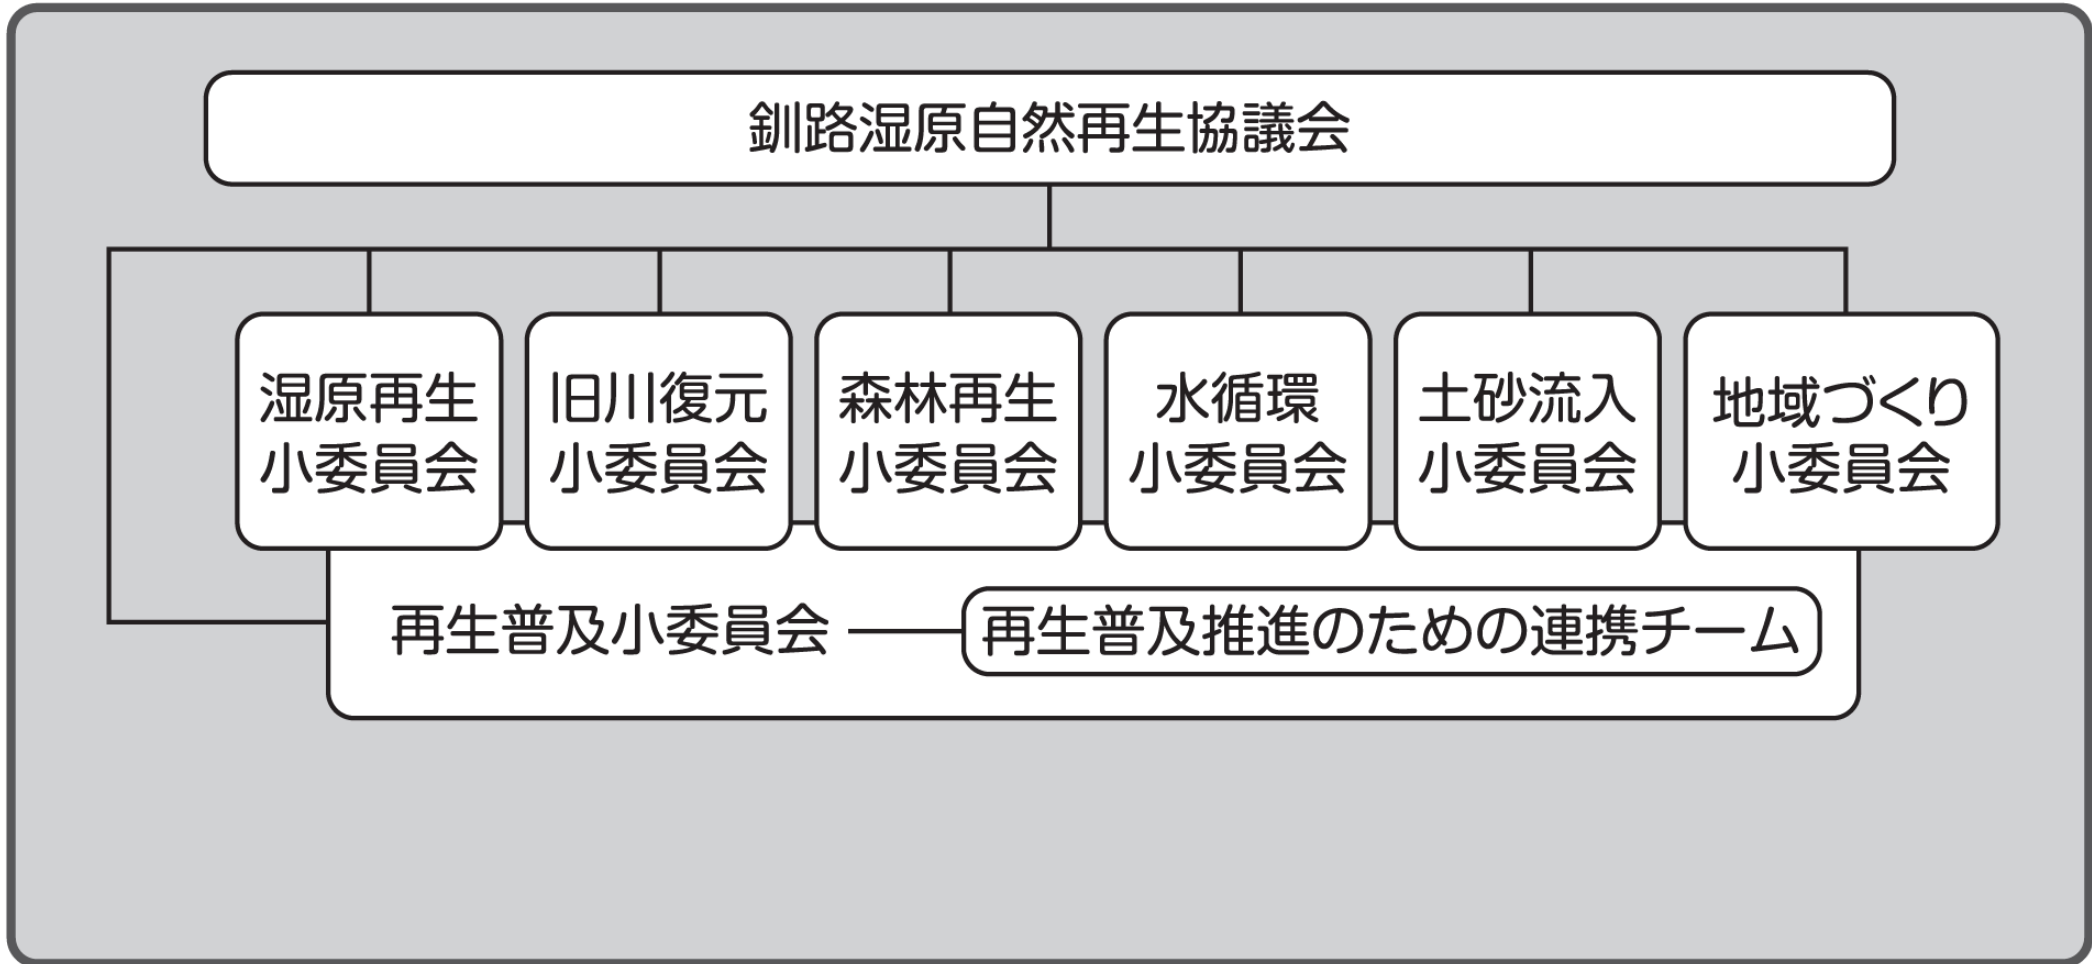 釧路湿原自然再生協議会
湿原再生
小委員会
旧川復元
小委員会
森林再生
小委員会
水循環
小委員会
土砂流入
小委員会
地域づくり
小委員会
再生普及小委員会
再生普及推進のための連携チーム